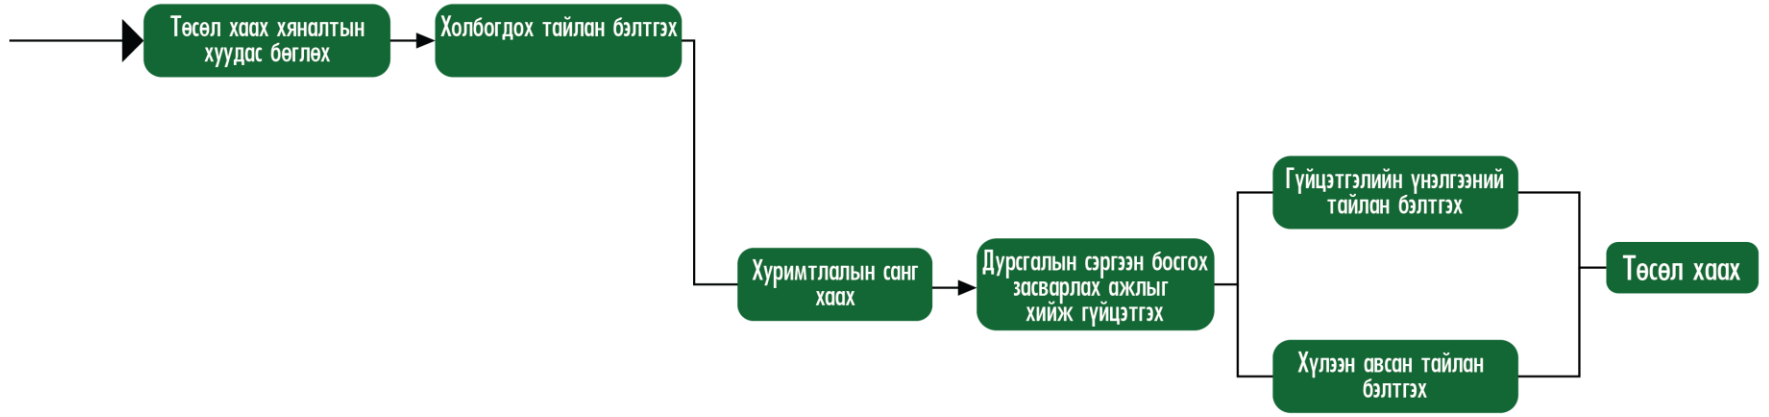 Төсөл хаах хяналтын
хуудас бөглөх
Холбогдох тайлан бэлтгэх
Хуримтлалын санг
хаах
Дурсгалын сэргээн босгох
засварлах ажлыг
хийж гүйцэтгэх
Гүйцэтгэлийн үнэлгээний
тайлан бэлтгэх
Хүлээн авсан тайлан
бэлтгэх
Төсөл хаах